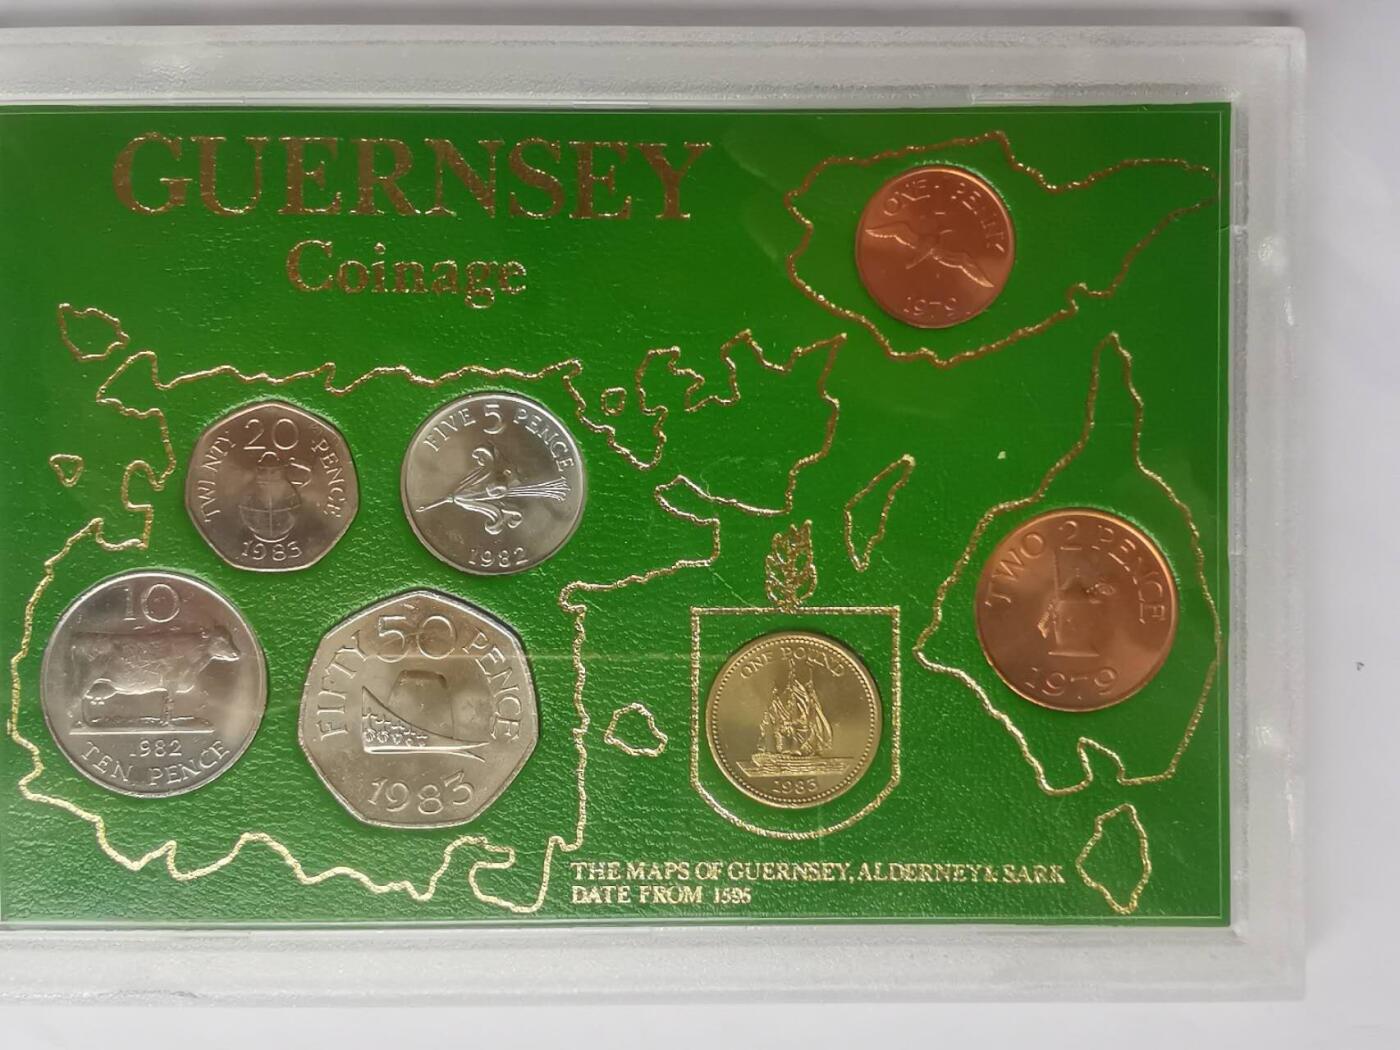 GUERNSEY
Coinage
ONE PENNY
1979
TWENTY 20 PENCE
1983
FIVE 5 PENCE
1982
10
1982
TEN PENCE
FIFTY 50 PENCE
1983
ONE POUND
1983
TWO 2 PENCE
1979
THE MAPS OF GUERNSEY, ALDERNEY & SARK
DATE FROM 1595